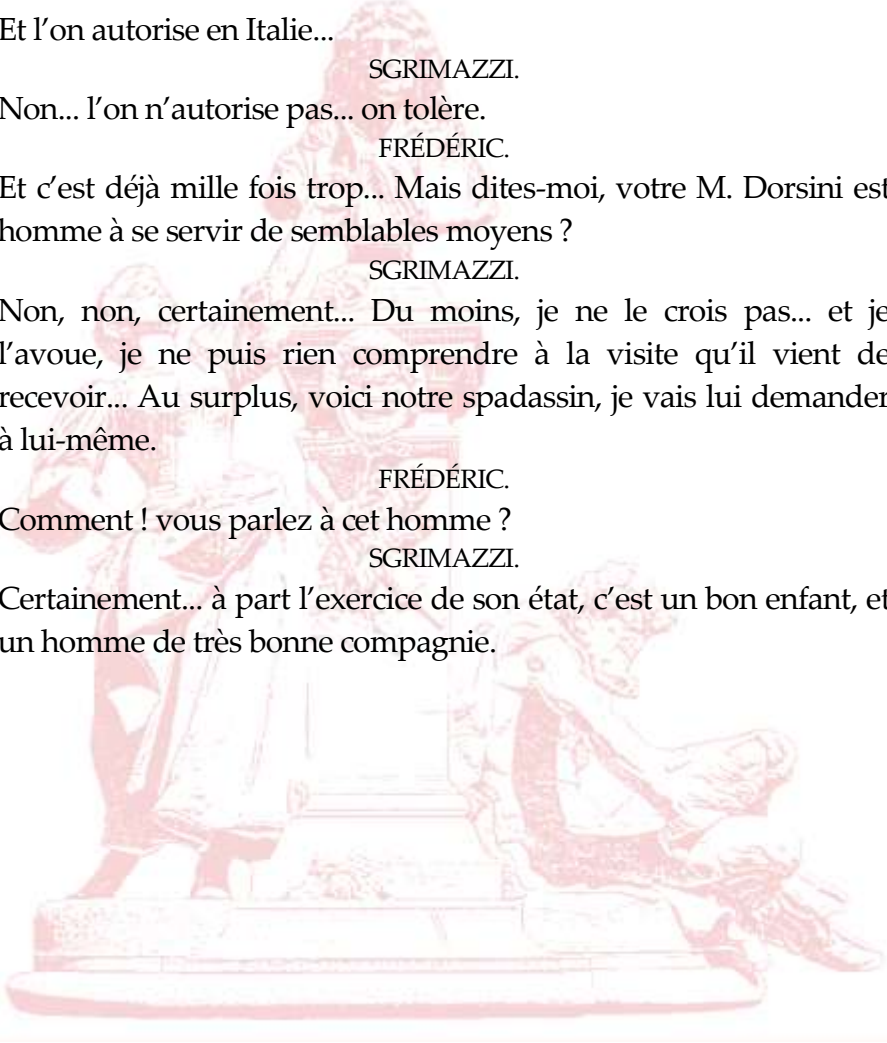 Et l’on autorise en Italie...
SGRIMAZZI.
Non... l’on n’autorise pas... on tolère.
FRÉDÉRIC.
Et c’est déjà mille fois trop... Mais dites-moi, votre M. Dorsini est
homme à se servir de semblables moyens ?
SGRIMAZZI.
Non, non, certainement... Du moins, je ne le crois pas... et je
l’avoue, je ne puis rien comprendre à la visite qu’il vient de
recevoir... Au surplus, voici notre spadassin, je vais lui demander
à lui-même.
FRÉDÉRIC.
Comment ! vous parlez à cet homme ?
SGRIMAZZI.
Certainement... à part l’exercice de son état, c’est un bon enfant, et
un homme de très bonne compagnie.